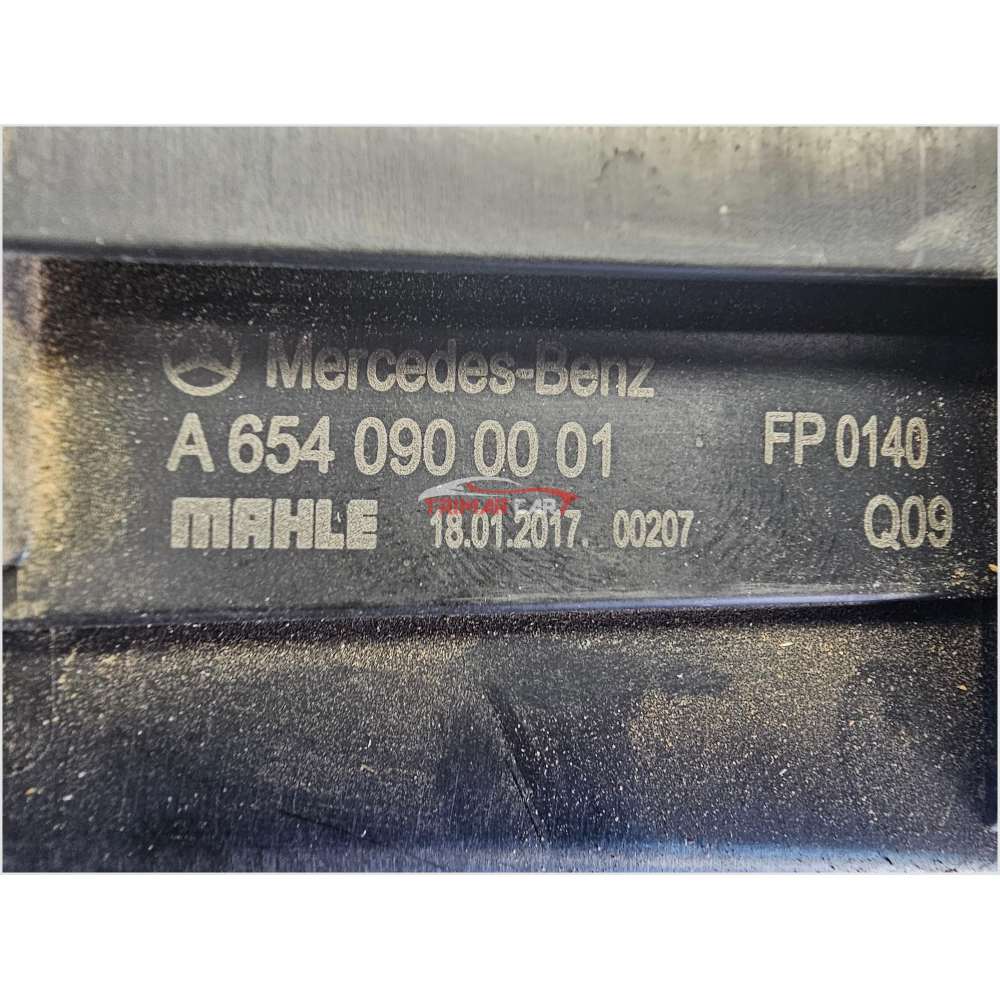 Mercedes-Benz
A 654 090 00 01 FP 0140
MAHLE 18.01.2017. 00207 Q09
TRIMAR CAR